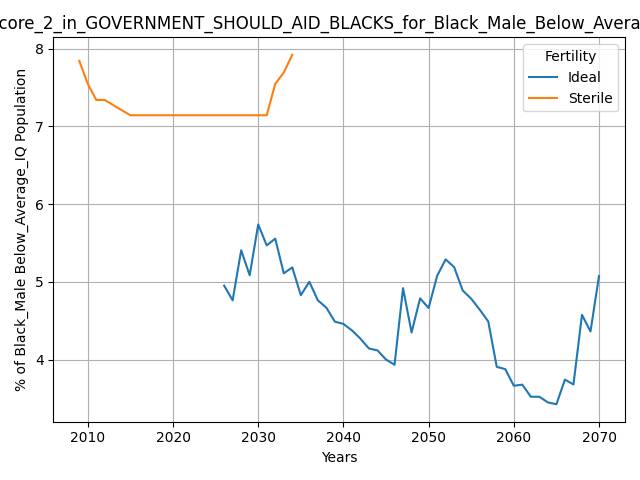 core_2_in_GOVERNMENT_SHOULD_AID_BLACKS_for_Black_Male_Below_Avera
% of Black_Male Below_Average_IQ Population
8
7
6
5
4
Fertility
Ideal
Sterile
2010 2020 2030 2040 2050 2060 2070
Years